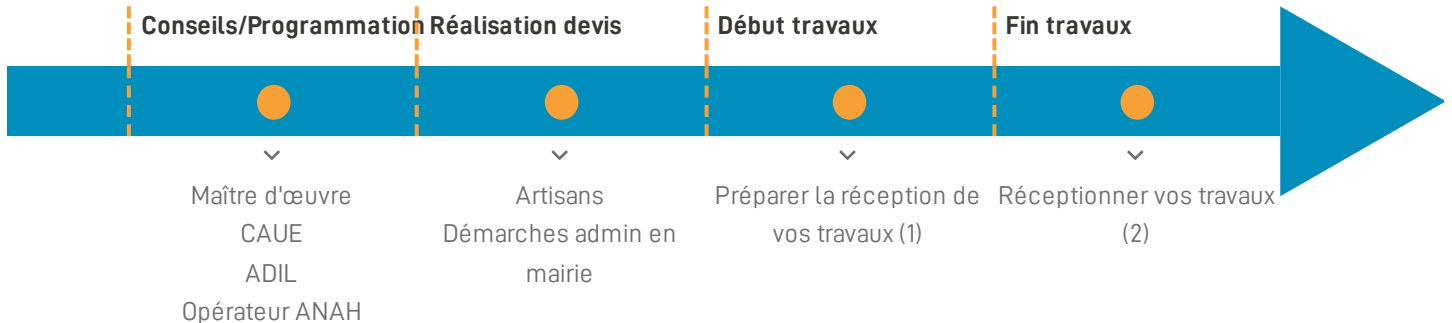 Conseils/Programmation
Réalisation devis
Début travaux
Fin travaux
Maître d'œuvre
CAUE
ADIL
Opérateur ANAH
Artisans
Démarches admin en
mairie
Préparer la réception de
vos travaux (1)
Réceptionner vos travaux
(2)